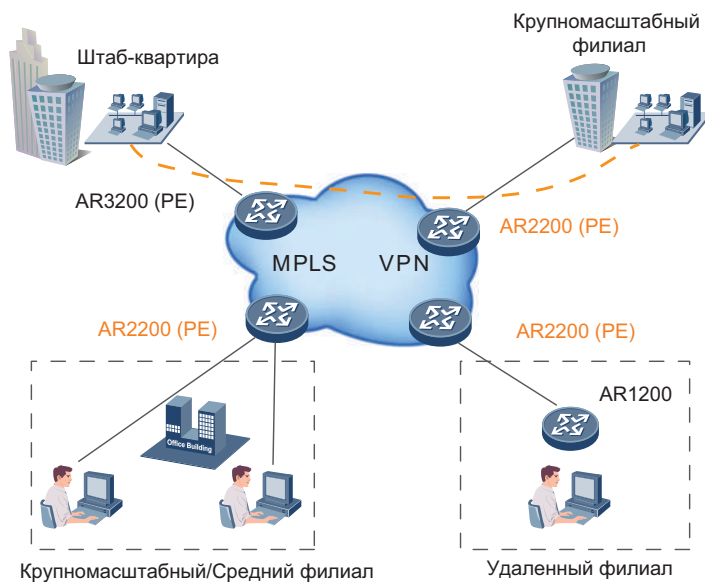 Штаб-квартира
Крупномасштабный
филиал
AR3200 (PE)
AR2200 (PE)
MPLS VPN
AR2200 (PE)
AR2200 (PE)
Office Building
AR1200
Крупномасштабный/Средний филиал
Удаленный филиал